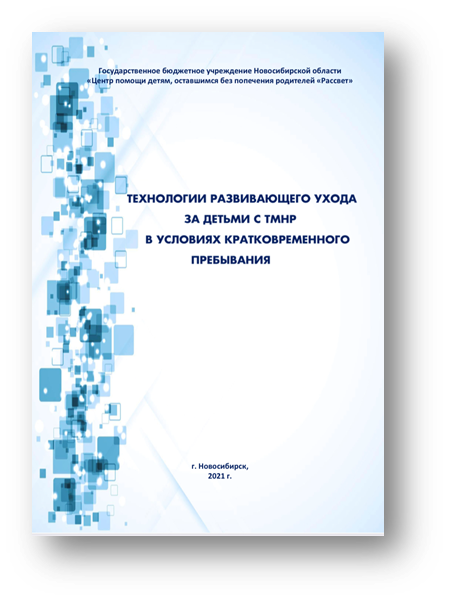 Государственное бюджетное учреждение Новосибирской области
«Центр помощи детям, оставшимся без попечения родителей «Рассвет»
ТЕХНОЛОГИИ РАЗВИВАЮЩЕГО УХОДА
ЗА ДЕТЬМИ С ТМНР
В УСЛОВИЯХ КРАТКОВРЕМЕННОГО
ПРЕБЫВАНИЯ
г. Новосибирск,
2021 г.